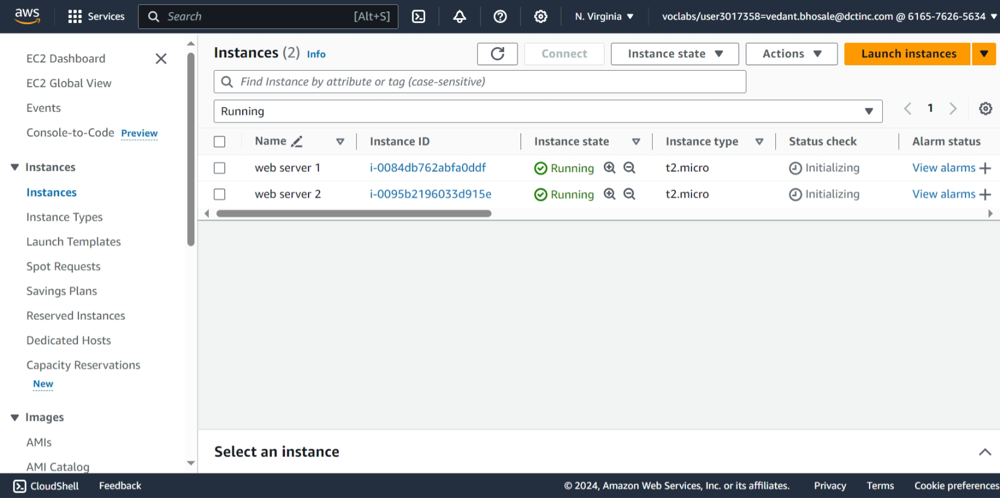 aws
Services
Search [Alt+S]
N. Virginia
voclabs/user3017358=vedant.bhosale@dctinc.com @ 6165-7626-5634
EC2 Dashboard
EC2 Global View
Events
Console-to-Code Preview
Instances
Instances
Instance Types
Launch Templates
Spot Requests
Savings Plans
Reserved Instances
Dedicated Hosts
Capacity Reservations
New
Images
AMIs
AMI Catalog
Instances (2) Info
Connect
Instance state
Actions
Launch instances
Find Instance by attribute or tag (case-sensitive)
Running
1
Name Instance ID Instance state Instance type Status check Alarm status
web server 1 i-0084db762abfa0ddf Running t2.micro Initializing View alarms
web server 2 i-0095b2196033d915e Running t2.micro Initializing View alarms
Select an instance
CloudShell Feedback © 2024, Amazon Web Services, Inc. or its affiliates. Privacy Terms Cookie preferences